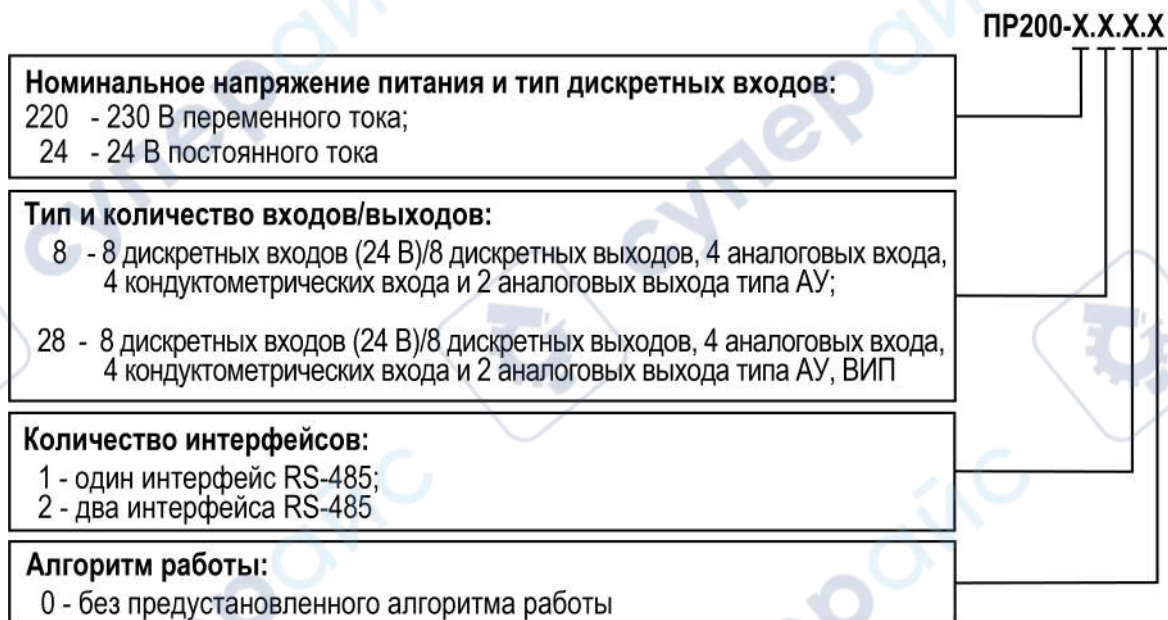 ПР200-Х.Х.Х.Х
Номинальное напряжение питания и тип дискретных входов:
220 - 230 В переменного тока;
24 - 24 В постоянного тока
Тип и количество входов/выходов:
8 - 8 дискретных входов (24 В)/8 дискретных выходов, 4 аналоговых входа,
4 кондуктометрических входа и 2 аналоговых выхода типа АУ;
28 - 8 дискретных входов (24 В)/8 дискретных выходов, 4 аналоговых входа,
4 кондуктометрических входа и 2 аналоговых выхода типа АУ, ВИП
Количество интерфейсов:
1 - один интерфейс RS-485;
2 - два интерфейса RS-485
Алгоритм работы:
0 - без предустановленного алгоритма работы
суперайс